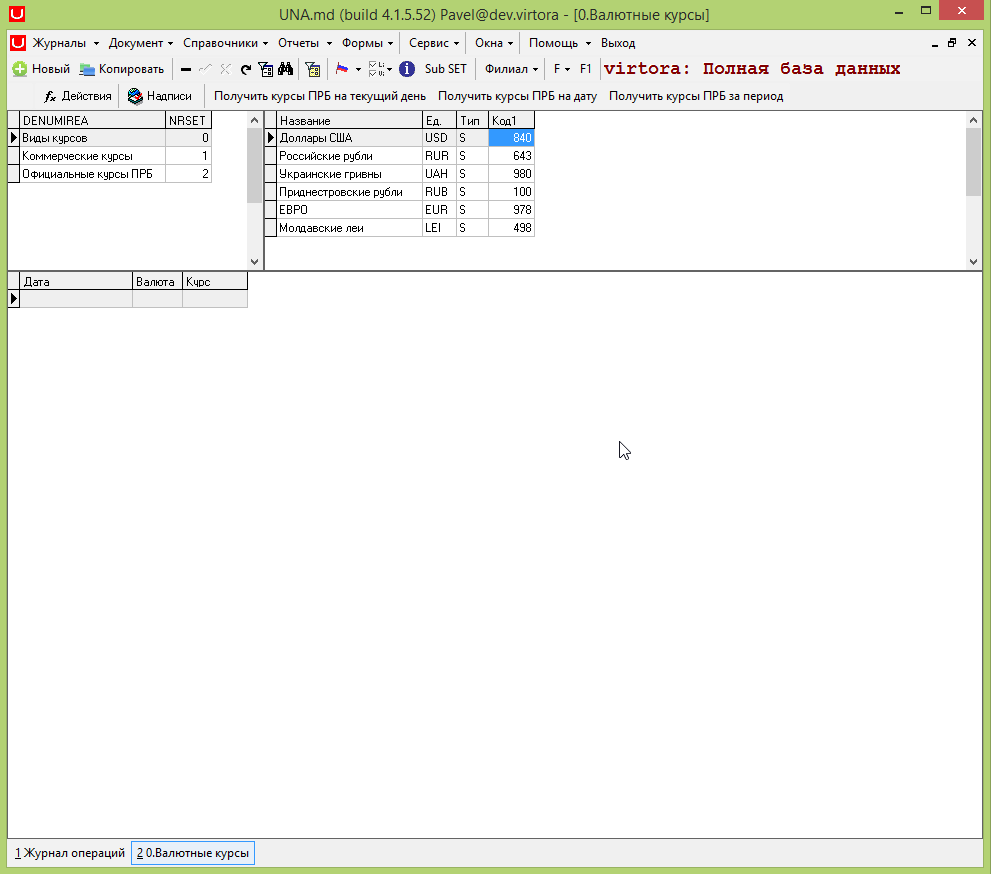 UNA.md (build 4.1.5.52) Pavel@dev.virtora - [0.Валютные курсы]
Журналы Документ Справочники Отчеты Формы Сервис Окна Помощь Выход
Новый Копировать Sub SET Филиал F F1 virtora: Полная база данных
fx Действия Надписи Получить курсы ПРБ на текущий день Получить курсы ПРБ на дату Получить курсы ПРБ за период
DENUMIREA NRSET
Виды курсов 0
Коммерческие курсы 1
Официальные курсы ПРБ 2
Название Ед. Тип Код1
Доллары США USD S 840
Российские рубли RUR S 643
Украинские гривны UAH S 980
Приднестровские рубли RUB S 100
ЕВРО EUR S 978
Молдавские леи LEI S 498
Дата Валюта Курс
1 Журнал операций 2 0.Валютные курсы